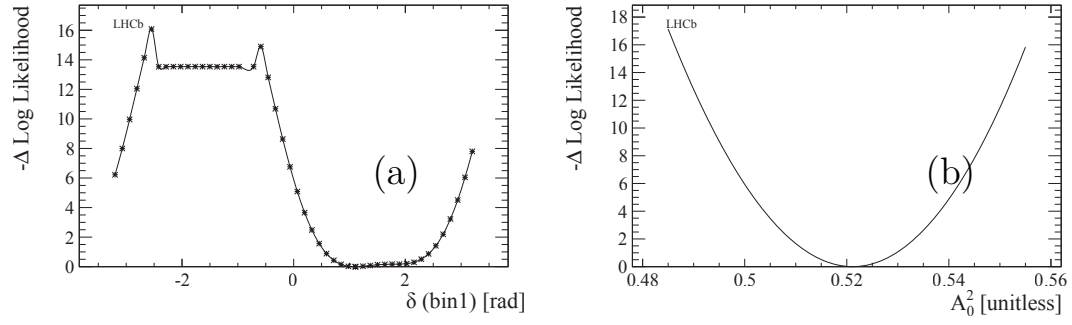 -Δ Log Likelihood
16
14
12
10
8
6
4
2
0
LHCb
(a)
-2 0 2
δ (bin1) [rad]
-Δ Log Likelihood
18
16
14
12
10
8
6
4
2
0
LHCb
(b)
0.48 0.5 0.52 0.54 0.56
A₀² [unitless]